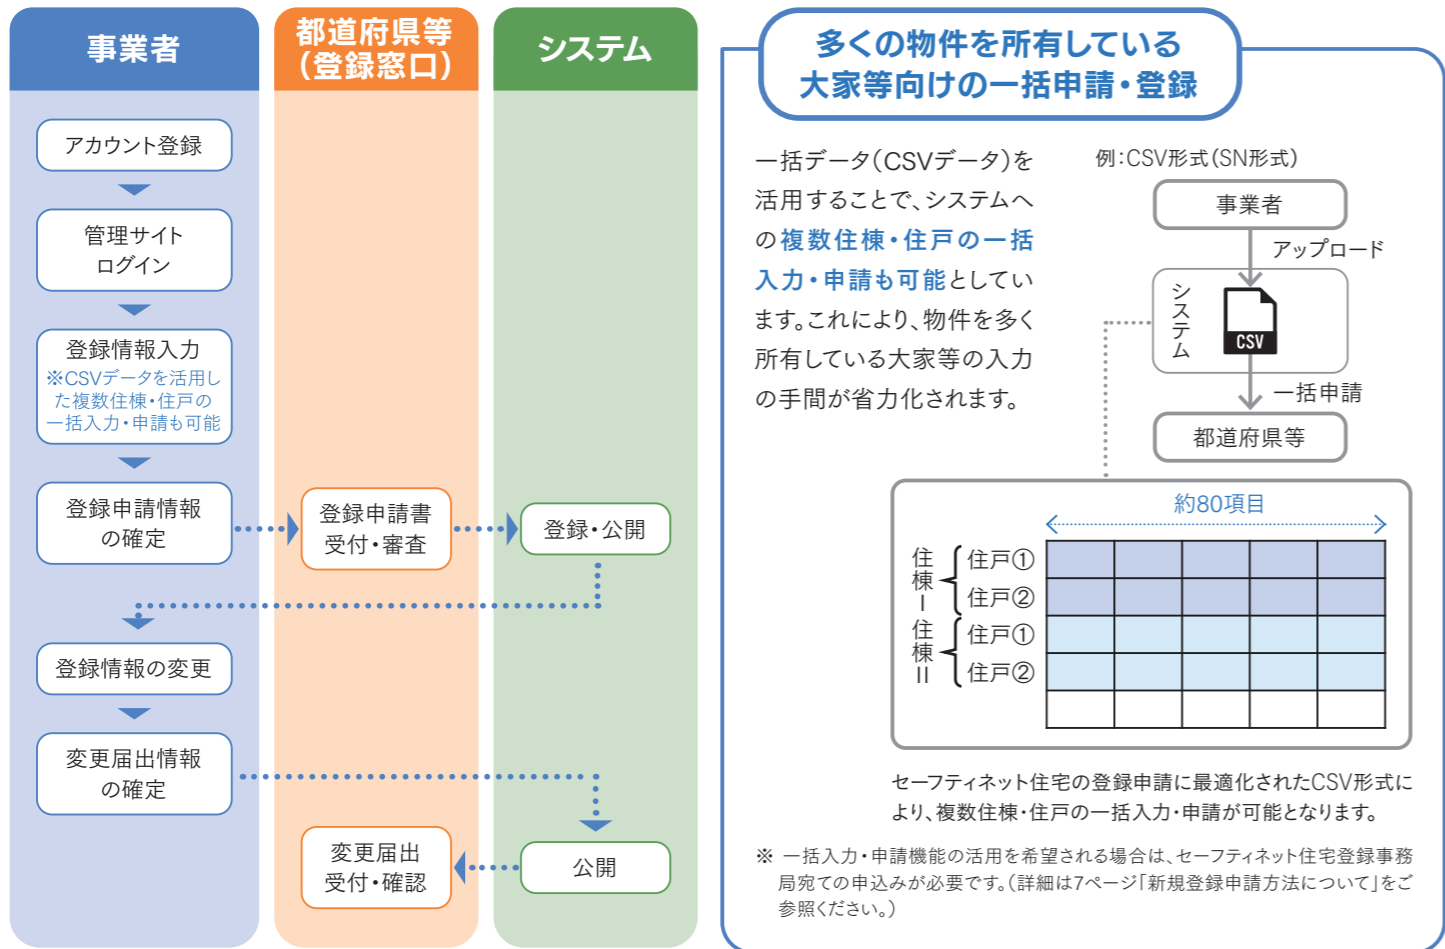 事業者
都道府県等
(登録窓口)
システム
アカウント登録
管理サイト
ログイン
登録情報入力
※CSVデータを活用し
た複数住棟・住戸の
一括入力・申請も可能
登録申請情報
の確定
登録申請書
受付・審査
登録・公開
登録情報の変更
変更届出情報
の確定
変更届出
受付・確認
公開
多くの物件を所有している
大家等向けの一括申請・登録
一括データ(CSVデータ)を
活用することで、システムへ
の複数住棟・住戸の一括
入力・申請も可能としてい
ます。これにより、物件を多く
所有している大家等の入力
の手間が省力化されます。
例:CSV形式(SN形式)
事業者
アップロード
システム
CSV
一括申請
都道府県等
約80項目
住棟Ⅰ
住戸①
住戸②
住棟Ⅱ
住戸①
住戸②
セーフティネット住宅の登録申請に最適化されたCSV形式に
より、複数住棟・住戸の一括入力・申請が可能となります。
※ 一括入力・申請機能の活用を希望される場合は、セーフティネット住宅登録事務
局宛ての申込みが必要です。(詳細は7ページ「新規登録申請方法について」をご
参照ください。)